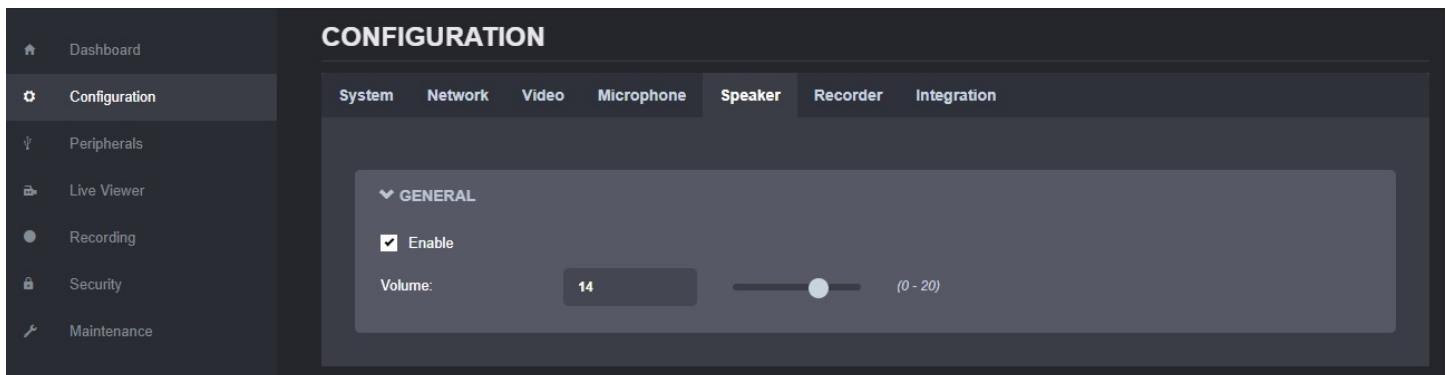 Dashboard
Configuration
Peripherals
Live Viewer
Recording
Security
Maintenance
CONFIGURATION
System Network Video Microphone Speaker Recorder Integration
GENERAL
Enable
Volume: 14 (0 - 20)